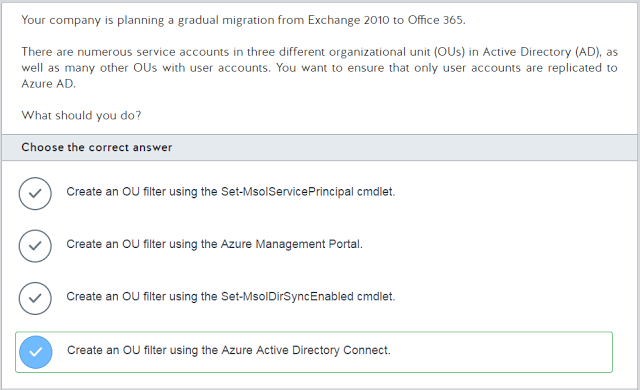 Your company is planning a gradual migration from Exchange 2010 to Office 365.
There are numerous service accounts in three different organizational unit (OUs) in Active Directory (AD), as
well as many other OUs with user accounts. You want to ensure that only user accounts are replicated to
Azure AD.
What should you do?
Choose the correct answer
Create an OU filter using the Set-MsolServicePrincipal cmdlet.
Create an OU filter using the Azure Management Portal.
Create an OU filter using the Set-MsolDirSyncEnabled cmdlet.
Create an OU filter using the Azure Active Directory Connect.